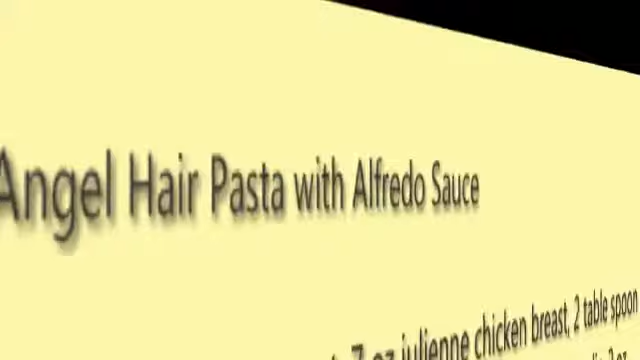 Angel Hair Pasta with Alfredo Sauce
7 oz julienne chicken breast, 2 table spoon